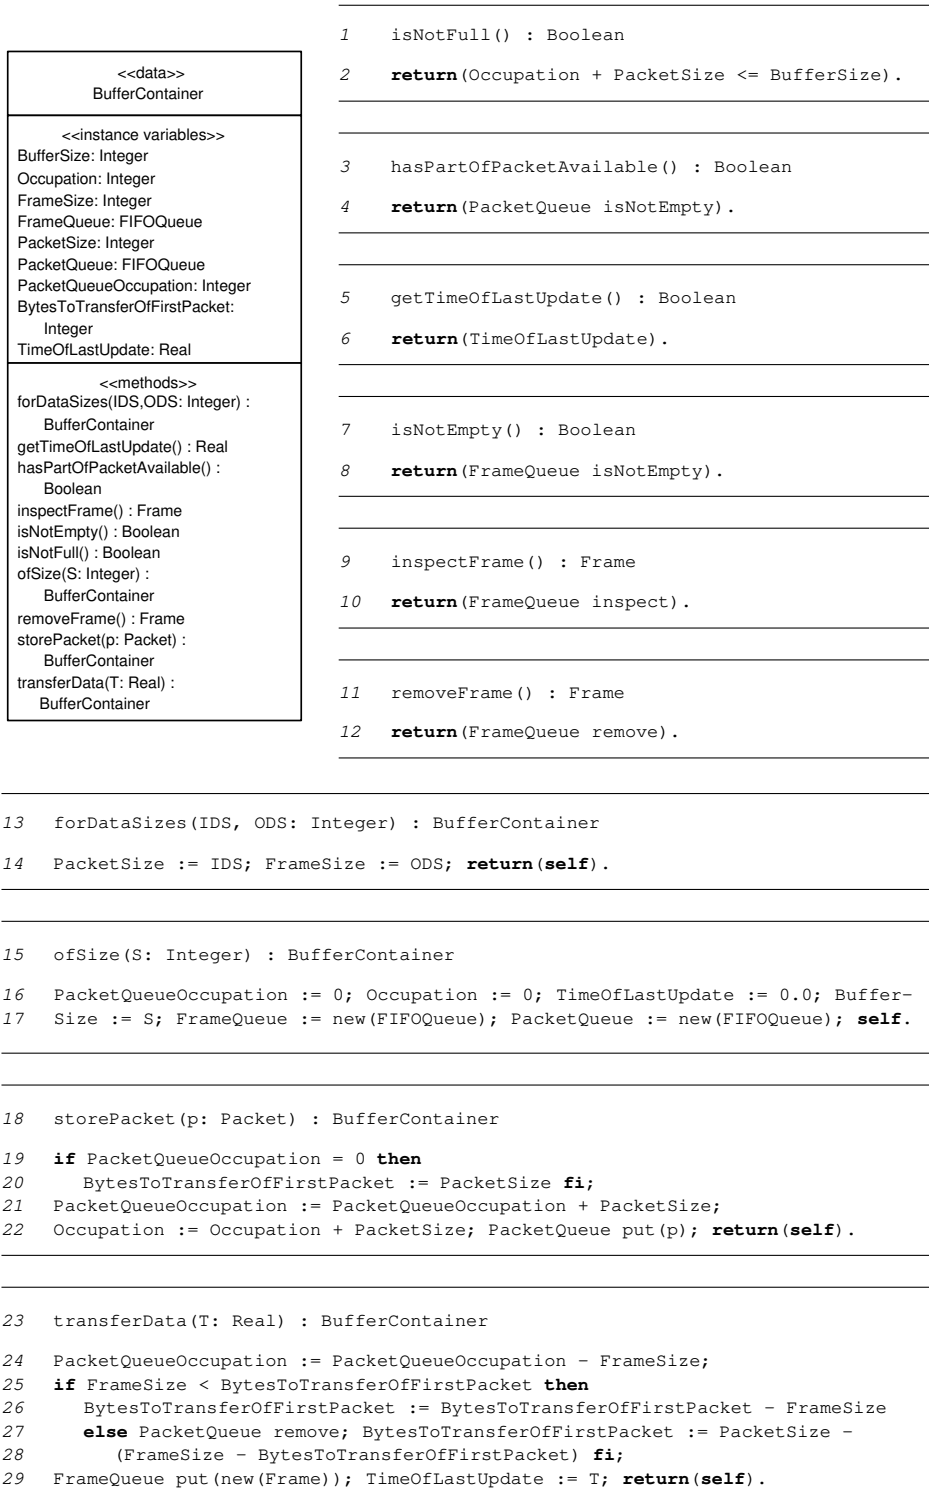 <<data>>
BufferContainer
<<instance variables>>
BufferSize: Integer
Occupation: Integer
FrameSize: Integer
FrameQueue: FIFOQueue
PacketSize: Integer
PacketQueue: FIFOQueue
PacketQueueOccupation: Integer
BytesToTransferOfFirstPacket:
Integer
TimeOfLastUpdate: Real
<<methods>>
forDataSizes(IDS,ODS: Integer) :
BufferContainer
getTimeOfLastUpdate() : Real
hasPartOfPacketAvailable() :
Boolean
inspectFrame() : Frame
isNotEmpty() : Boolean
isNotFull() : Boolean
ofSize(S: Integer) :
BufferContainer
removeFrame() : Frame
storePacket(p: Packet) :
BufferContainer
transferData(T: Real) :
BufferContainer
1 isNotFull() : Boolean
2 return(Occupation + PacketSize <= BufferSize).
3 hasPartOfPacketAvailable() : Boolean
4 return(PacketQueue isNotEmpty).
5 getTimeOfLastUpdate() : Boolean
6 return(TimeOfLastUpdate).
7 isNotEmpty() : Boolean
8 return(FrameQueue isNotEmpty).
9 inspectFrame() : Frame
10 return(FrameQueue inspect).
11 removeFrame() : Frame
12 return(FrameQueue remove).
13 forDataSizes(IDS, ODS: Integer) : BufferContainer
14 PacketSize := IDS; FrameSize := ODS; return(self).
15 ofSize(S: Integer) : BufferContainer
16 PacketQueueOccupation := 0; Occupation := 0; TimeOfLastUpdate := 0.0; Buffer-
17 Size := S; FrameQueue := new(FIFOQueue); PacketQueue := new(FIFOQueue); self.
18 storePacket(p: Packet) : BufferContainer
19 if PacketQueueOccupation = 0 then
20 BytesToTransferOfFirstPacket := PacketSize fi;
21 PacketQueueOccupation := PacketQueueOccupation + PacketSize;
22 Occupation := Occupation + PacketSize; PacketQueue put(p); return(self).
23 transferData(T: Real) : BufferContainer
24 PacketQueueOccupation := PacketQueueOccupation - FrameSize;
25 if FrameSize < BytesToTransferOfFirstPacket then
26 BytesToTransferOfFirstPacket := BytesToTransferOfFirstPacket - FrameSize
27 else PacketQueue remove; BytesToTransferOfFirstPacket := PacketSize -
28 (FrameSize - BytesToTransferOfFirstPacket) fi;
29 FrameQueue put(new(Frame)); TimeOfLastUpdate := T; return(self).